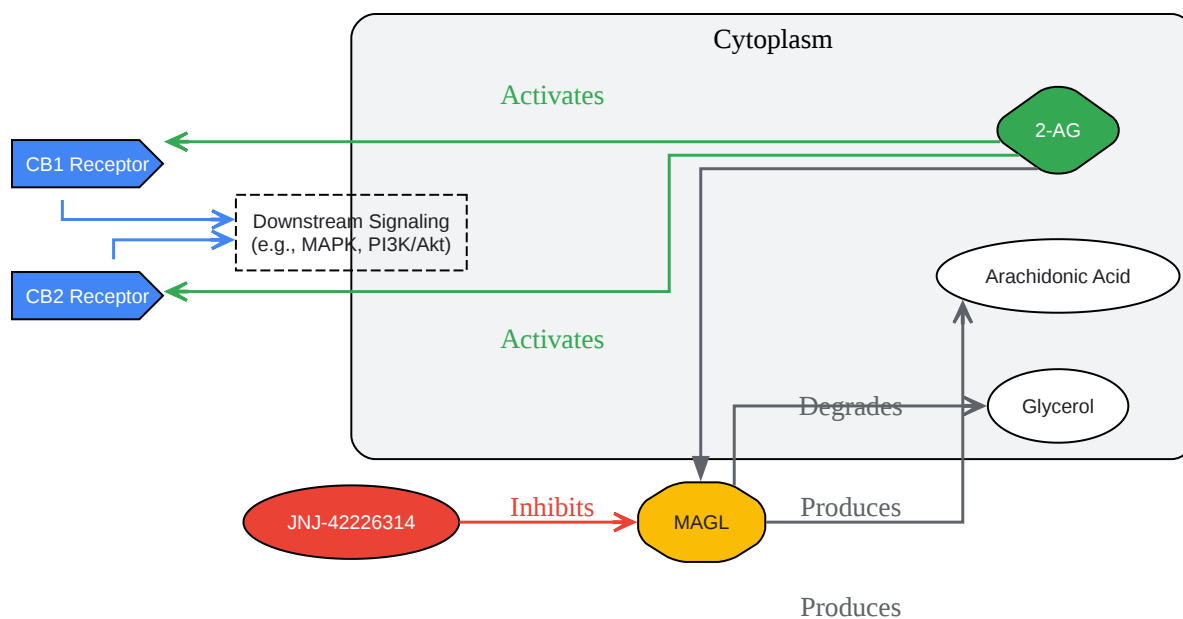 Cytoplasm
Activates
2-AG
CB1 Receptor
Downstream Signaling
(e.g., MAPK, PI3K/Akt)
Arachidonic Acid
CB2 Receptor
Activates
Degrades
Glycerol
JNJ-42226314
Inhibits
MAGL
Produces
Produces